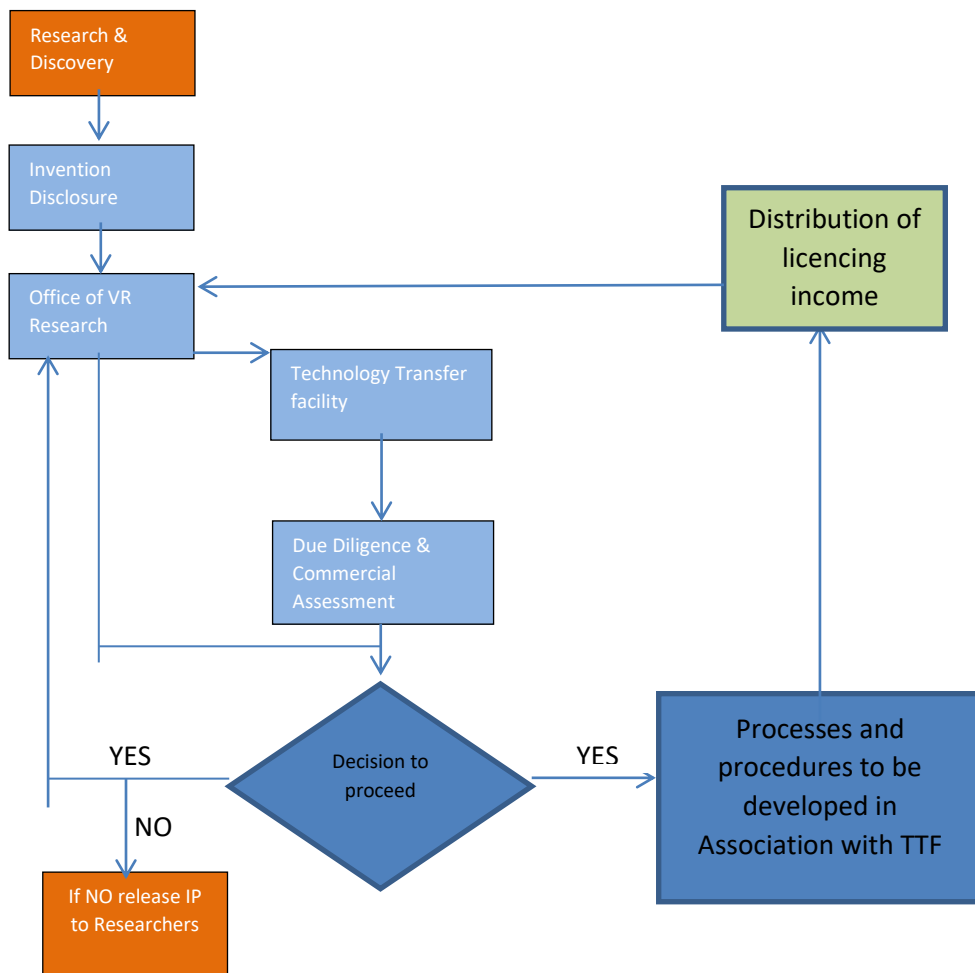 Research &
Discovery
Invention
Disclosure
Distribution of
licencing
income
Office of VR
Research
Technology Transfer
facility
Due Diligence &
Commercial
Assessment
Decision to
proceed
YES
YES
NO
Processes and
procedures to be
developed in
Association with TTF
If NO release IP
to Researchers